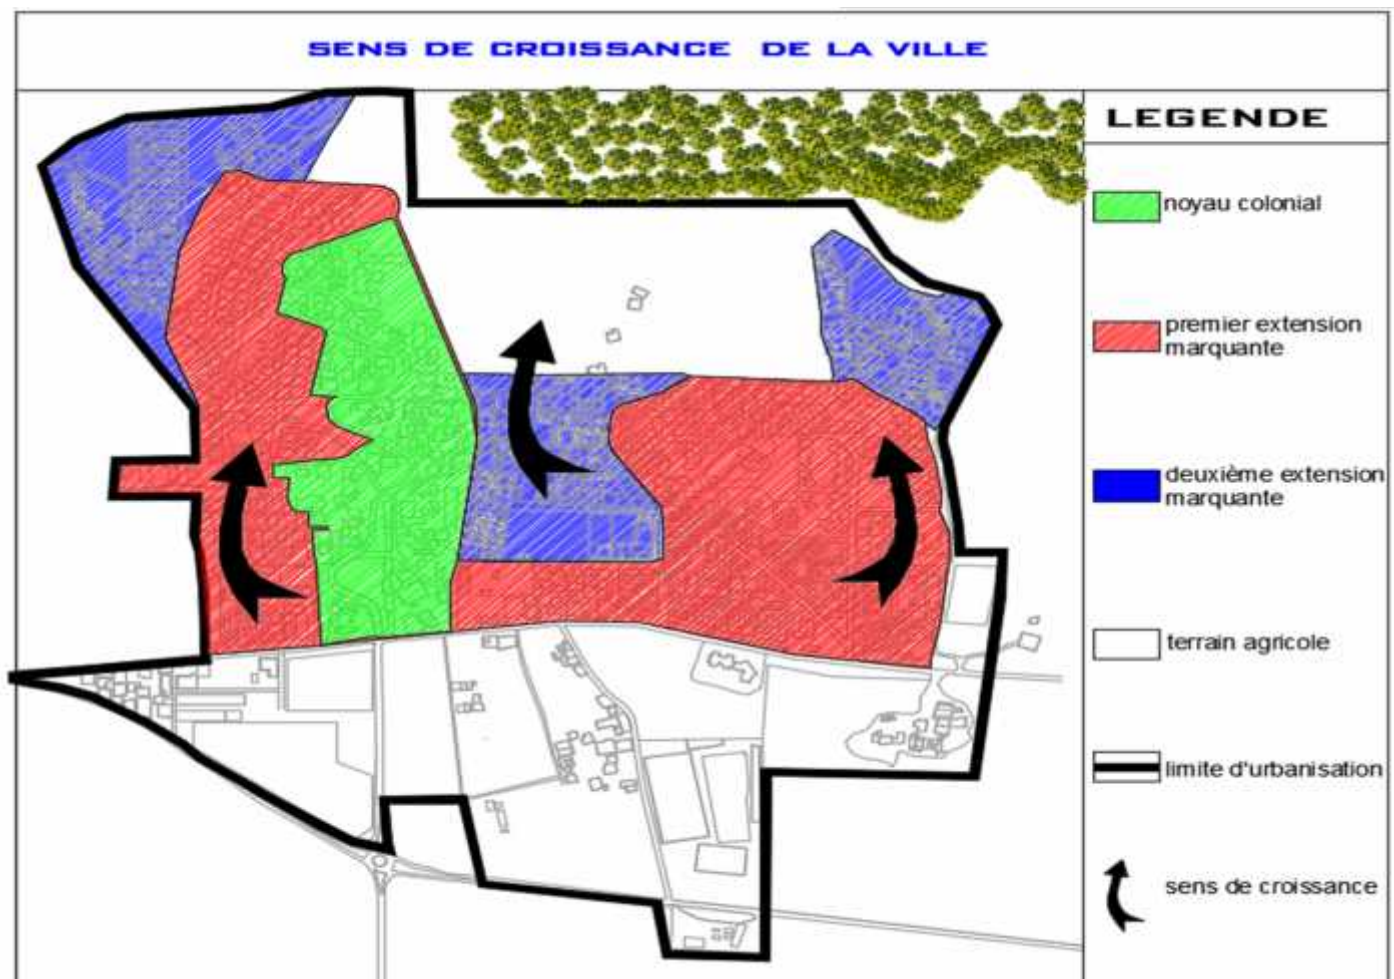 SENS DE CROISSANCE DE LA VILLE
LEGENDE
noyau colonial
premier extension
marquante
deuxième extension
marquante
terrain agricole
limite d'urbanisation
sens de croissance